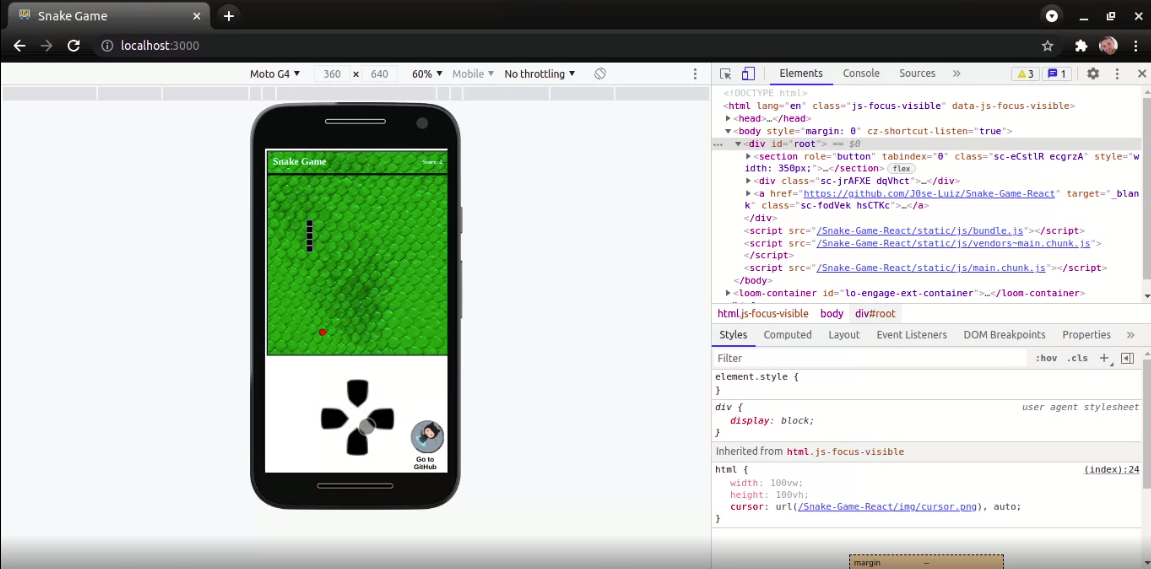 Snake Game
localhost:3000
Moto G4 360 x 640 60% Mobile No throttling
Elements Console Sources 3 1
Snake Game
Go to
GitHub
<!DOCTYPE html>
<html lang="en" class="js-focus-visible" data-js-focus-visible>
<head>…</head>
<body style="margin: 0" cz-shortcut-listen="true">
<div id="root"> == $0
<section role="button" tabindex="0" class="sc-eCstlR ecgrzA" style="w
idth: 350px;">…</section> flex
<div class="sc-jrAFXE dqVhct">…</div>
<a href="https://github.com/J0se-Luiz/Snake-Game-React" target="_blan
k" class="sc-fodVek hsCTKc">…</a>
</div>
<script src="/Snake-Game-React/static/js/bundle.js"></script>
<script src="/Snake-Game-React/static/js/vendors~main.chunk.js">
</script>
<script src="/Snake-Game-React/static/js/main.chunk.js"></script>
</body>
<loom-container id="lo-engage-ext-container">…</loom-container>
html.js-focus-visible body div#root
Styles Computed Layout Event Listeners DOM Breakpoints Properties
Filter :hov .cls
element.style {
}
div { user agent stylesheet
display: block;
}
Inherited from html.js-focus-visible
html { (index):24
width: 100vw;
height: 100vh;
cursor: url(/Snake-Game-React/img/cursor.png), auto;
}
margin –